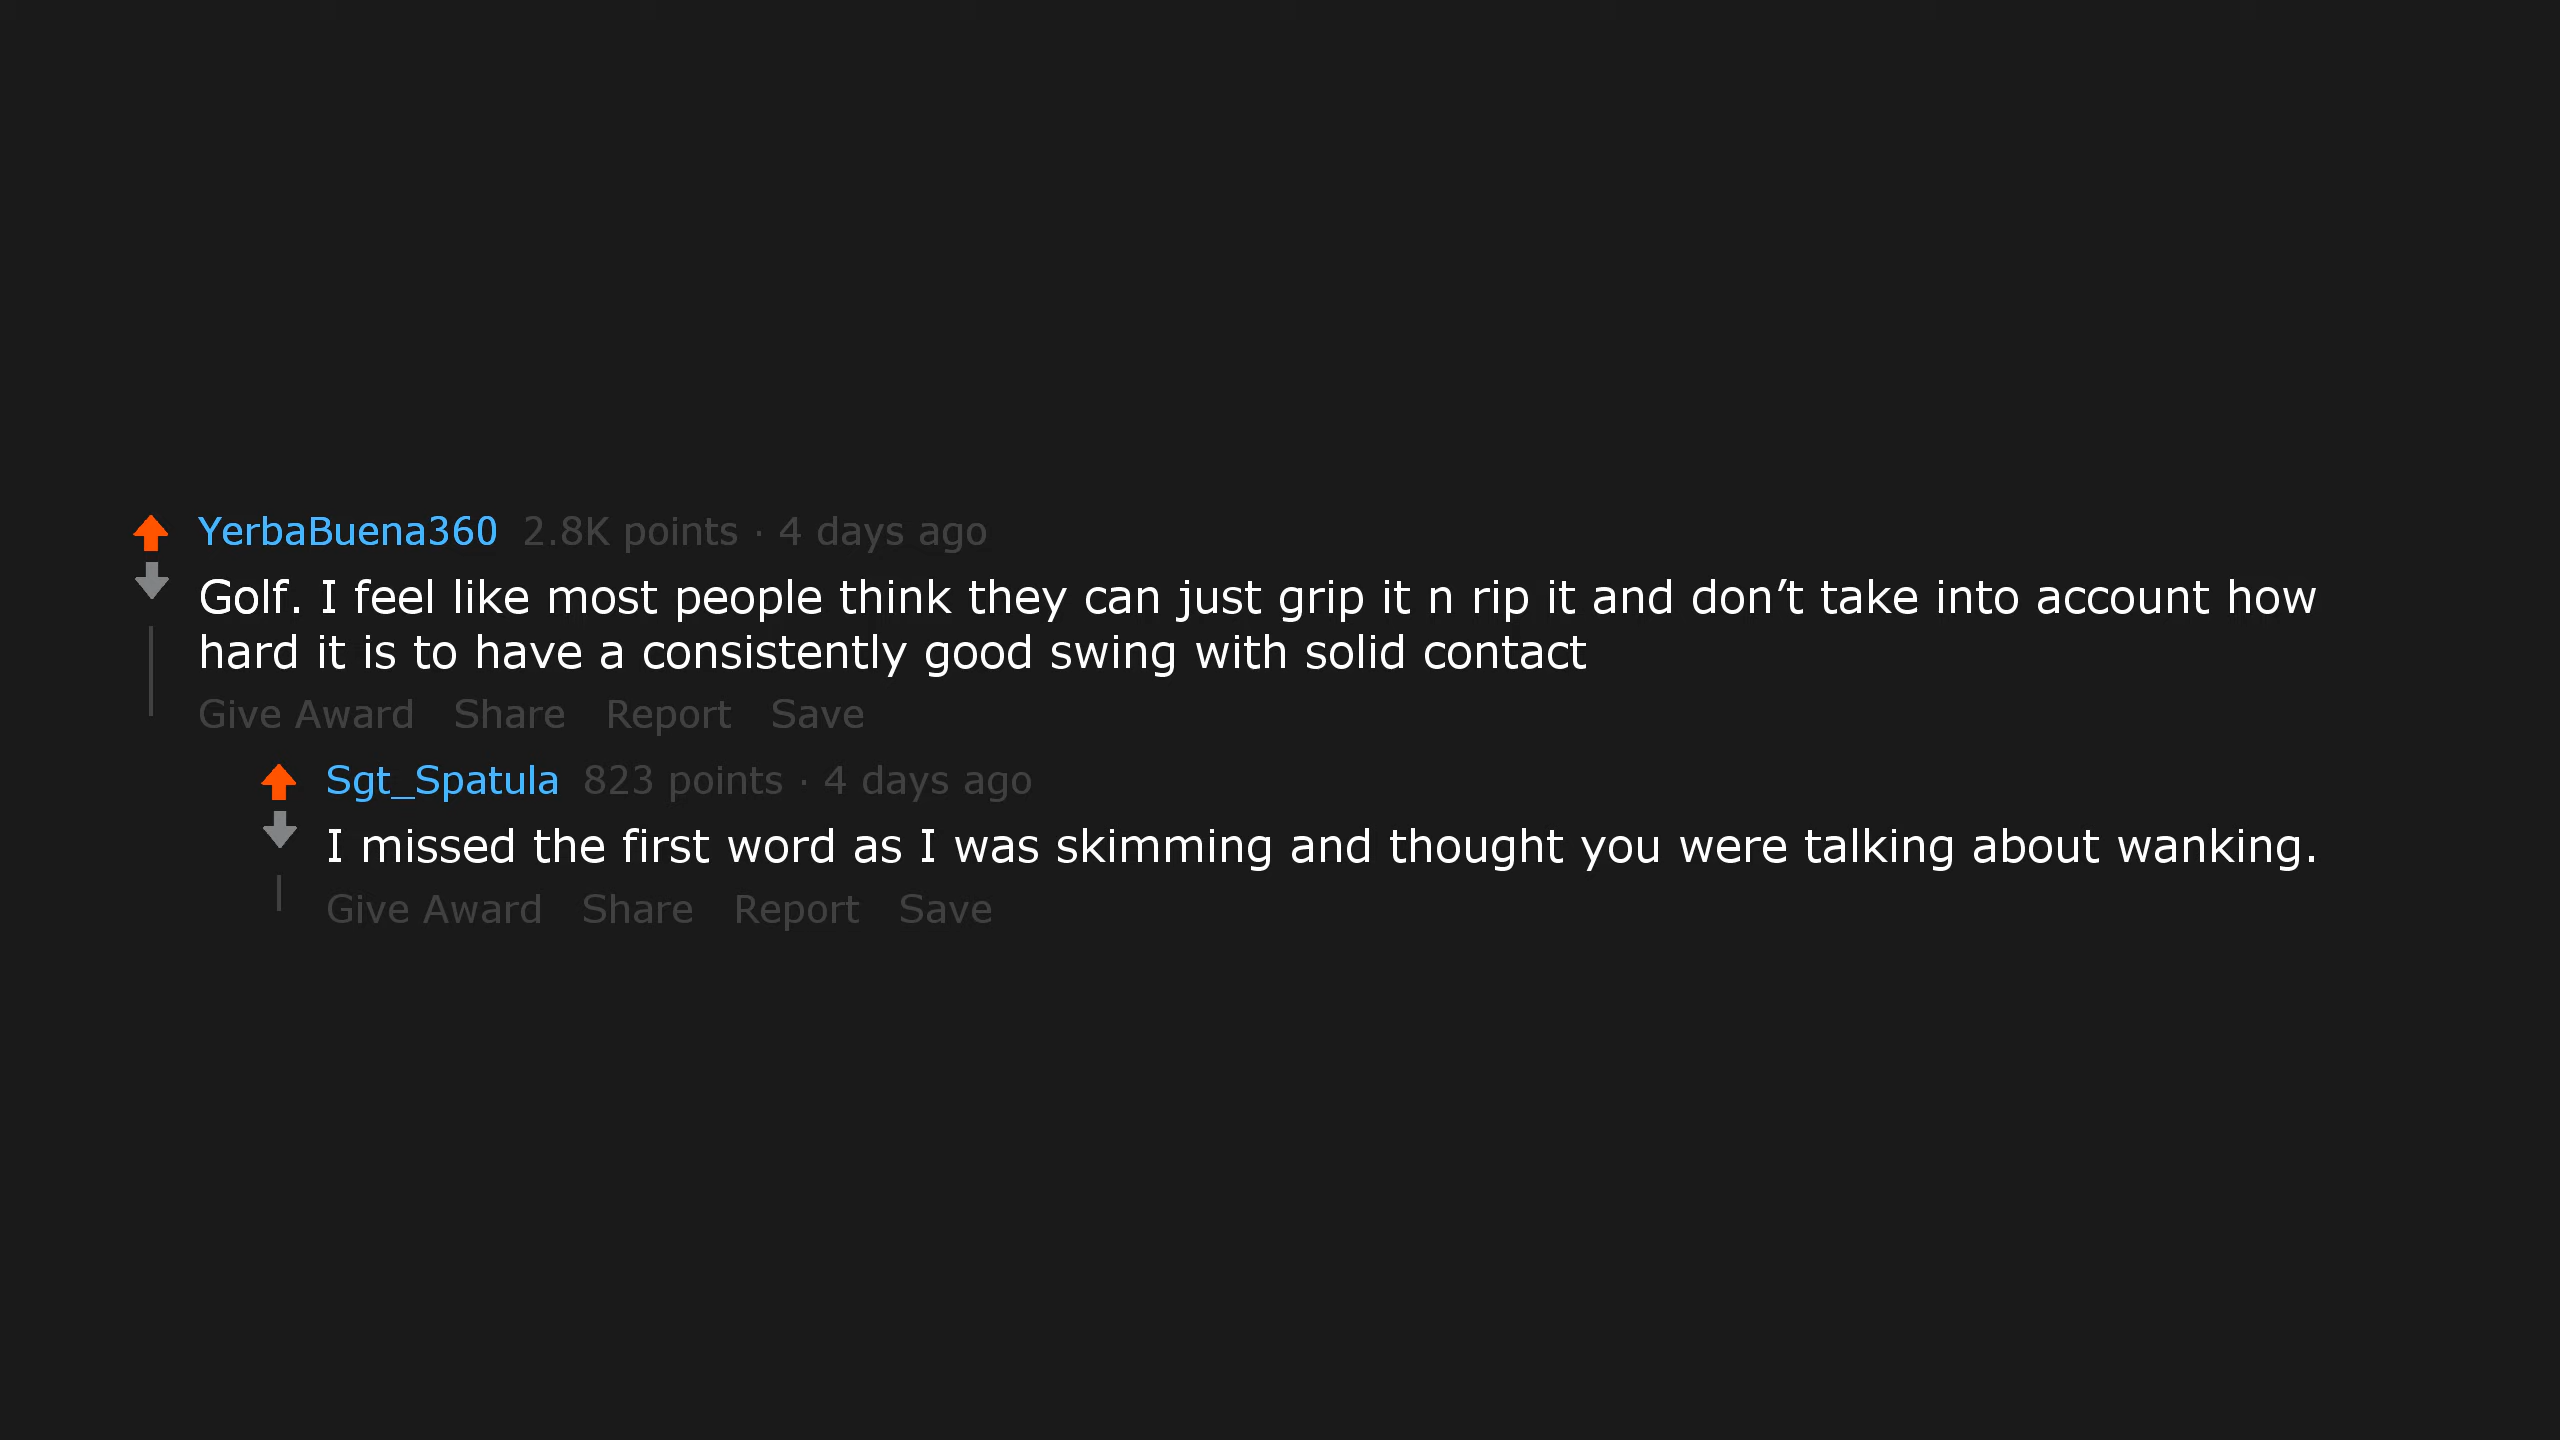 YerbaBuena360 2.8K points · 4 days ago
Golf. I feel like most people think they can just grip it n rip it and don’t take into account how
hard it is to have a consistently good swing with solid contact
Give Award Share Report Save
Sgt_Spatula 823 points · 4 days ago
I missed the first word as I was skimming and thought you were talking about wanking.
Give Award Share Report Save